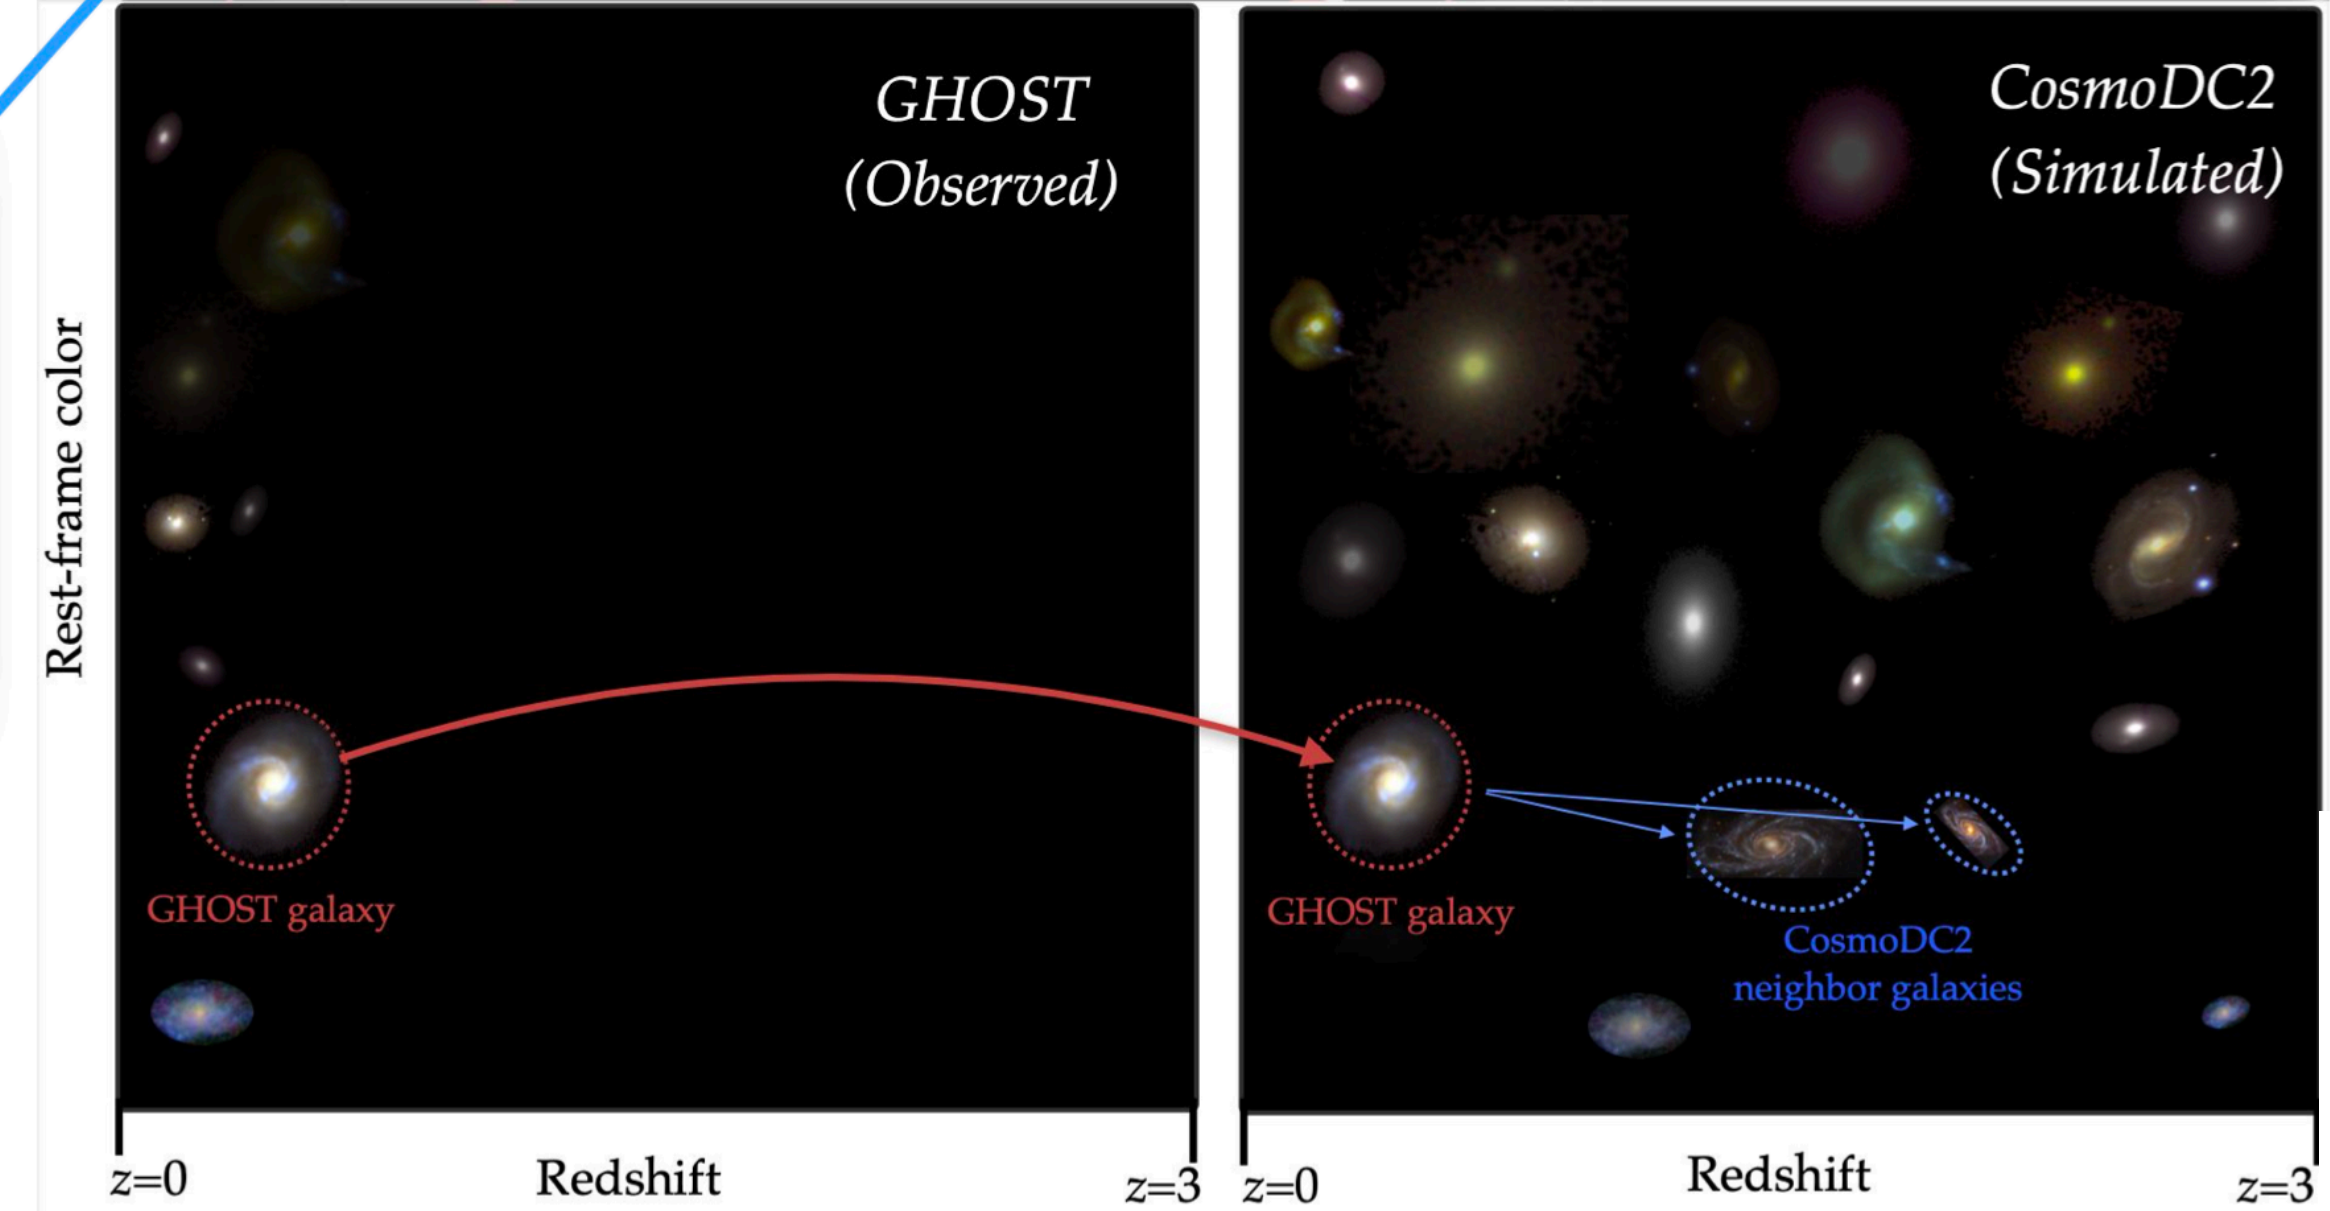 GHOST
(Observed)
CosmoDC2
(Simulated)
Rest-frame color
GHOST galaxy
GHOST galaxy
CosmoDC2
neighbor galaxies
z=0
Redshift
z=3
z=0
Redshift
z=3